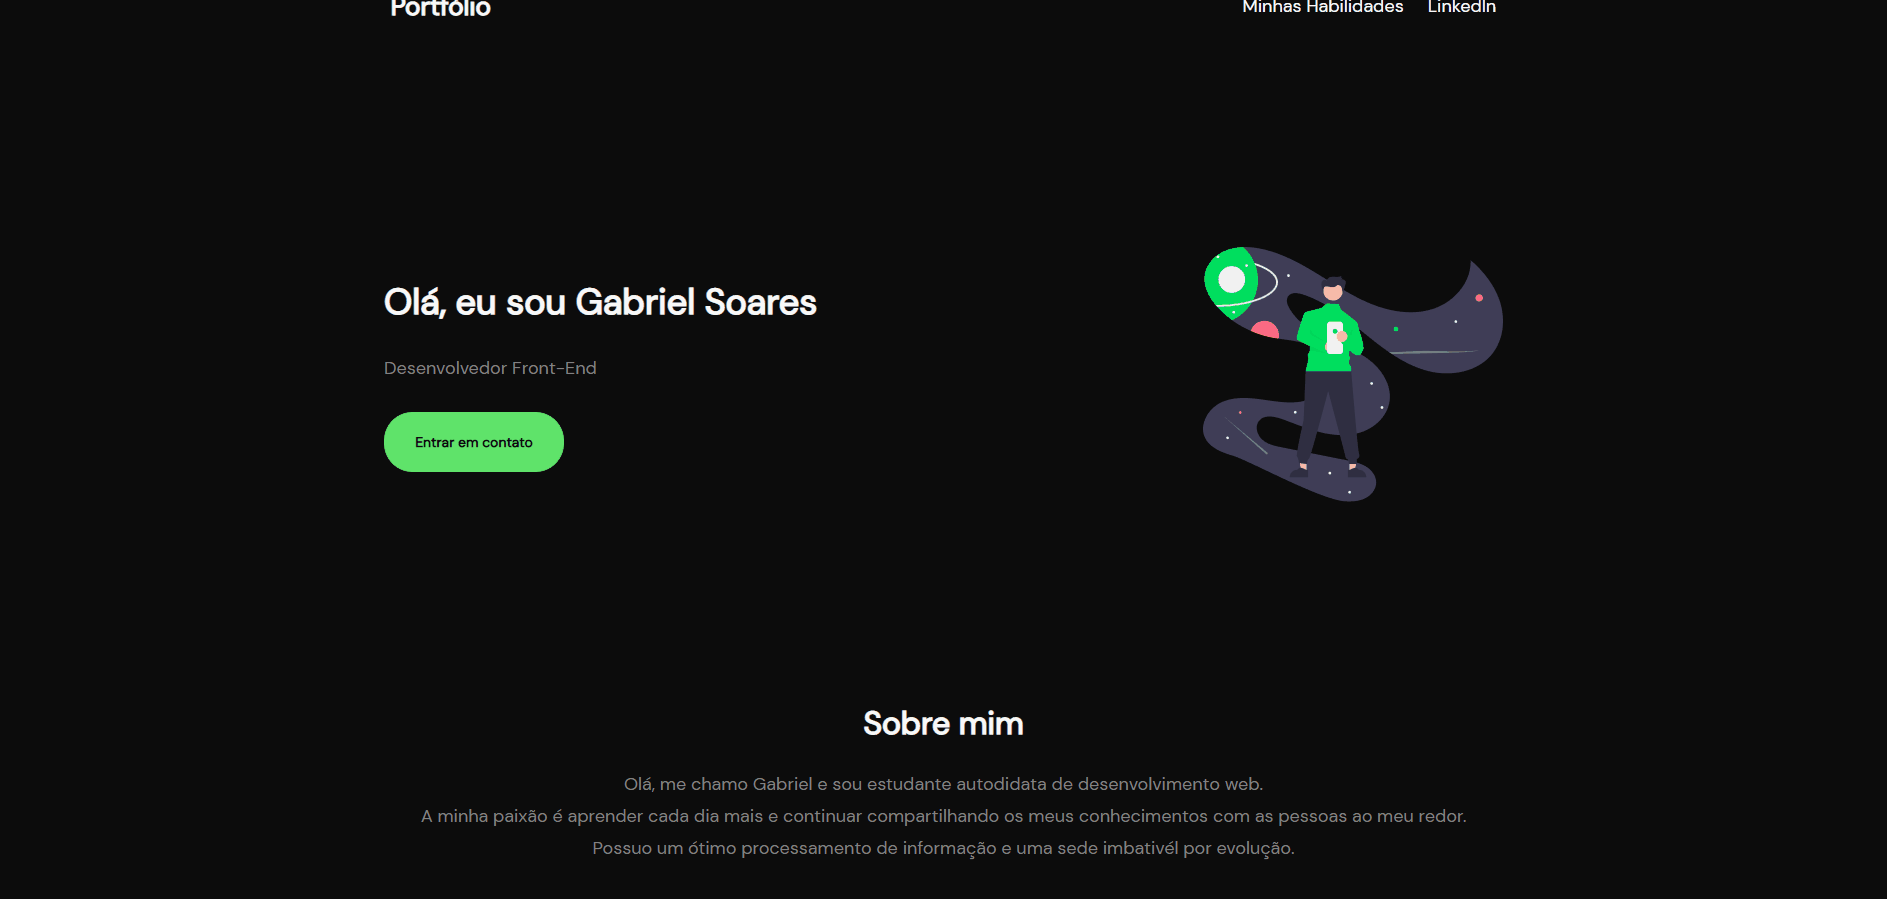 Portfólio
Minhas Habilidades LinkedIn
Olá, eu sou Gabriel Soares
Desenvolvedor Front-End
Entrar em contato
Sobre mim
Olá, me chamo Gabriel e sou estudante autodidata de desenvolvimento web.
A minha paixão é aprender cada dia mais e continuar compartilhando os meus conhecimentos com as pessoas ao meu redor.
Possuo um ótimo processamento de informação e uma sede imbativél por evolução.